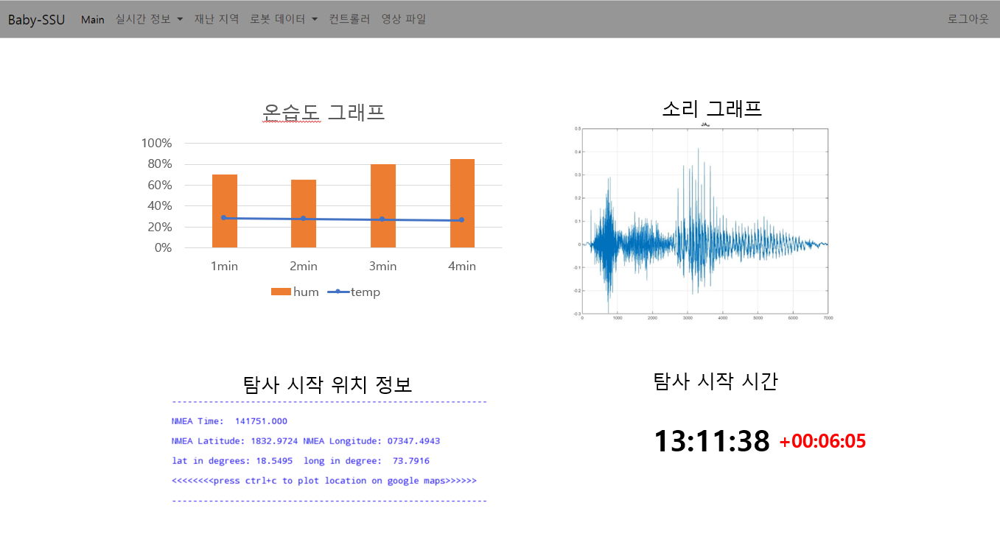 Baby-SSU Main 실시간 정보 재난 지역 로봇 데이터 컨트롤러 영상 파일 로그아웃
온습도 그래프
100%
80%
60%
40%
20%
0%
1min 2min 3min 4min
hum temp
소리 그래프
0.5
0.4
0.3
0.2
0.1
0
-0.1
-0.2
-0.3
0 1000 2000 3000 4000 5000 6000 7000
탐사 시작 위치 정보
---------------------------------------------------------
NMEA Time: 141751.000
NMEA Latitude: 1832.9724 NMEA Longitude: 07347.4943
lat in degrees: 18.5495 long in degree: 73.7916
<<<<<<<<press ctrl+c to plot location on google maps>>>>>>
---------------------------------------------------------
탐사 시작 시간
13:11:38 +00:06:05